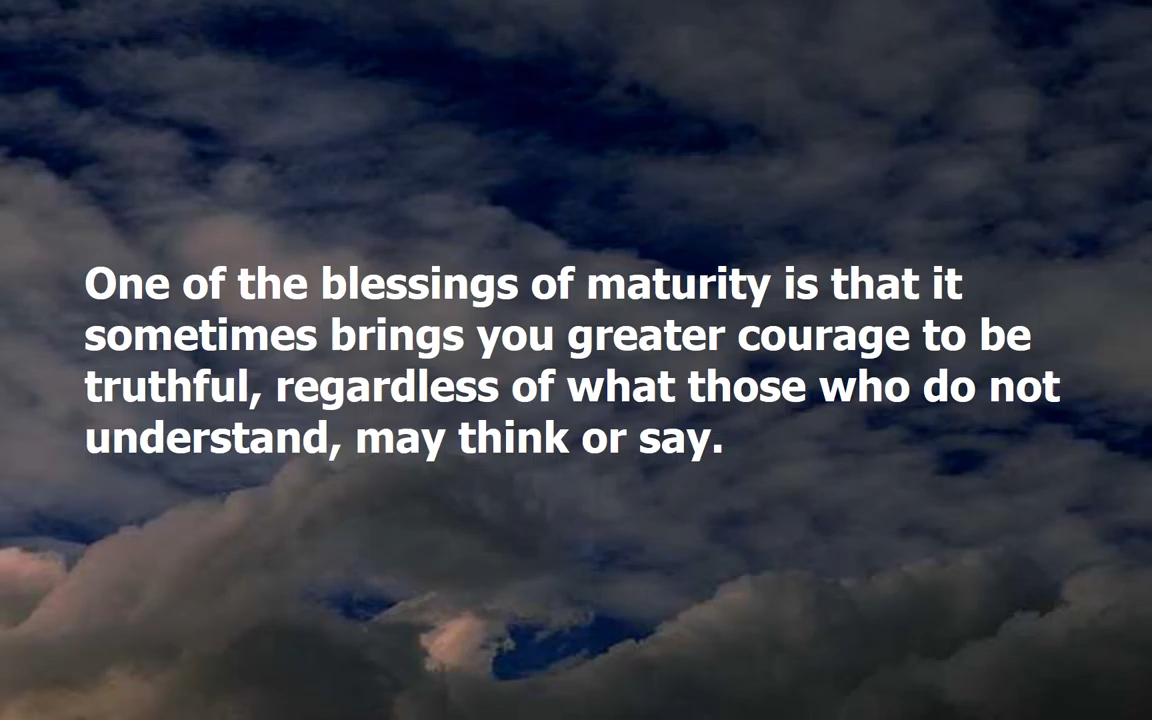 One of the blessings of maturity is that it
sometimes brings you greater courage to be
truthful, regardless of what those who do not
understand, may think or say.